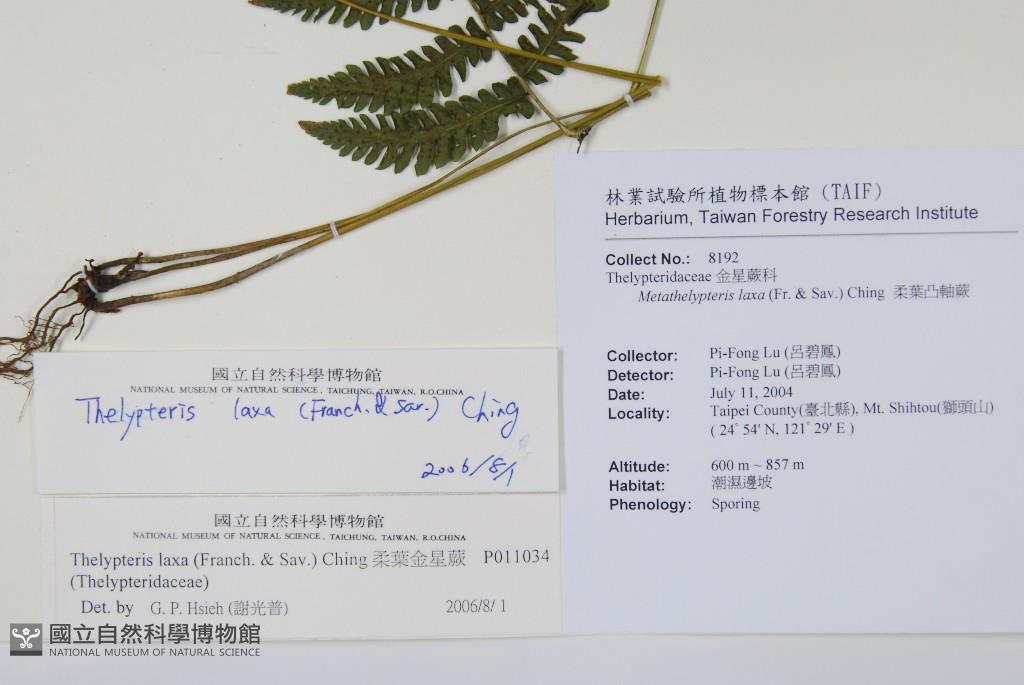 林業試驗所植物標本館 (TAIF)
Herbarium, Taiwan Forestry Research Institute
Collect No.: 8192
Thelypteridaceae 金星蕨科
Metathelypteris laxa (Fr. & Sav.) Ching 柔葉凸軸蕨
Collector: Pi-Fong Lu (呂碧鳳)
Detector: Pi-Fong Lu (呂碧鳳)
Date: July 11, 2004
Locality: Taipei County(臺北縣), Mt. Shihtou(獅頭山)
( 24° 54' N, 121° 29' E )
Altitude: 600 m ~ 857 m
Habitat: 潮濕邊坡
Phenology: Sporing
國立自然科學博物館
NATIONAL MUSEUM OF NATURAL SCIENCE, TAICHUNG, TAIWAN, R.O.CHINA
Thelypteris laxa (Franch. & Sav.) Ching
2006/8/1
國立自然科學博物館
NATIONAL MUSEUM OF NATURAL SCIENCE, TAICHUNG, TAIWAN, R.O.CHINA
Thelypteris laxa (Franch. & Sav.) Ching 柔葉金星蕨 P011034
(Thelypteridaceae)
Det. by G. P. Hsieh (謝光普) 2006/8/1
國立自然科學博物館
NATIONAL MUSEUM OF NATURAL SCIENCE